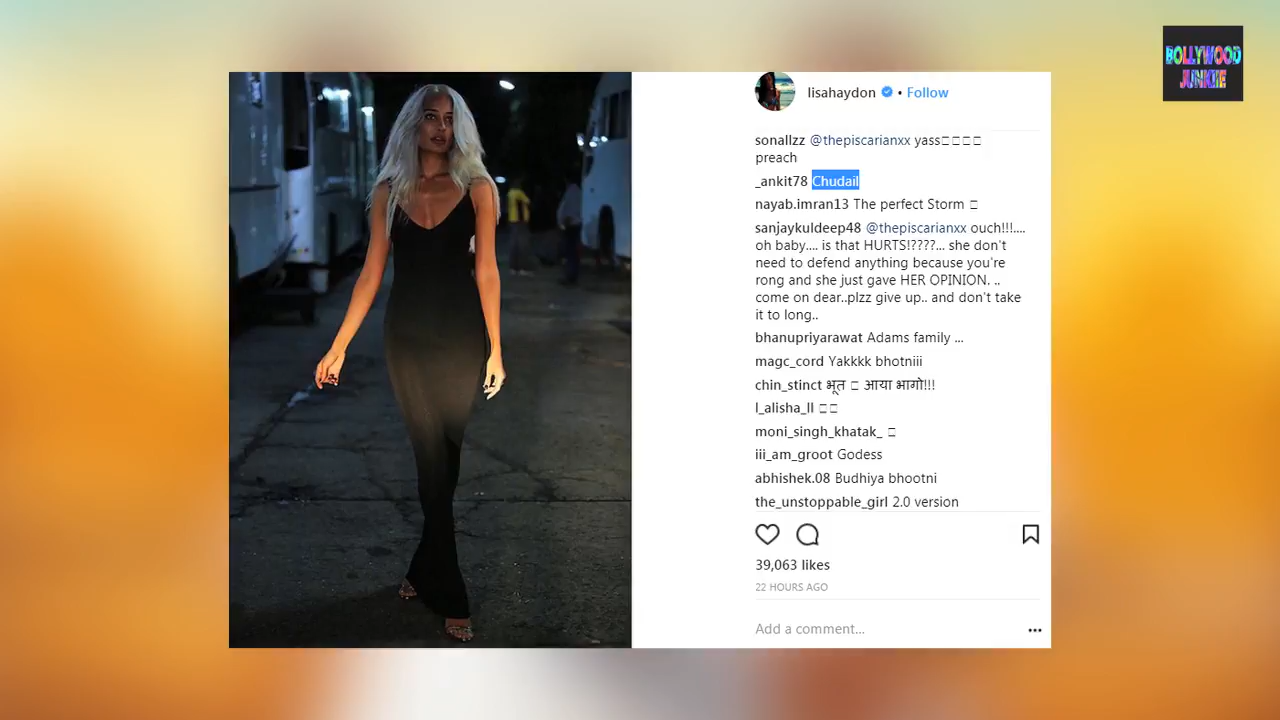 BOLLYWOOD
JUNKIE
lisahaydon • Follow
sonallzz @thepiscarianxx yass
preach
_ankit78 Chudail
nayab.imran13 The perfect Storm
sanjaykuldeep48 @thepiscarianxx ouch!!!....
oh baby.... is that HURTS!????... she don't
need to defend anything because you're
rong and she just gave HER OPINION. ..
come on dear..plzz give up.. and don't take
it to long..
bhanupriyarawat Adams family ...
magc_cord Yakkkk bhotniii
chin_stinct भूत आया भागो!!!
l_alisha_ll
moni_singh_khatak_
iii_am_groot Godess
abhishek.08 Budhiya bhootni
the_unstoppable_girl 2.0 version
39,063 likes
22 HOURS AGO
Add a comment...